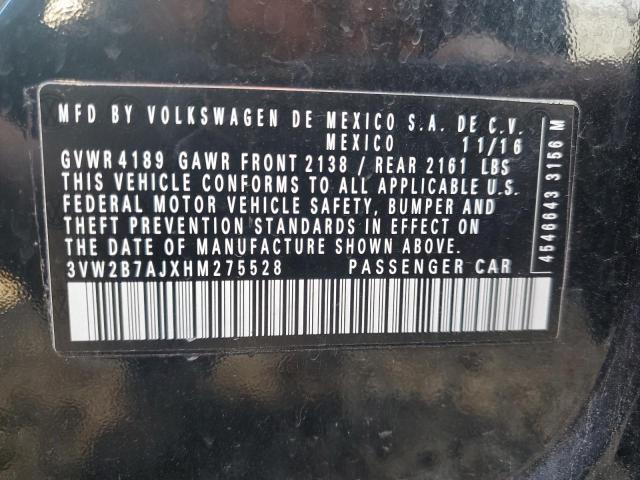 MFD BY VOLKSWAGEN DE MEXICO S.A. DE C.V.
MEXICO 11/16
GVWR 4189 GAWR FRONT 2138 / REAR 2161 LBS
THIS VEHICLE CONFORMS TO ALL APPLICABLE U.S.
FEDERAL MOTOR VEHICLE SAFETY, BUMPER AND
THEFT PREVENTION STANDARDS IN EFFECT ON
THE DATE OF MANUFACTURE SHOWN ABOVE.
3VW2B7AJXHM275528 PASSENGER CAR
4546643 3156 M